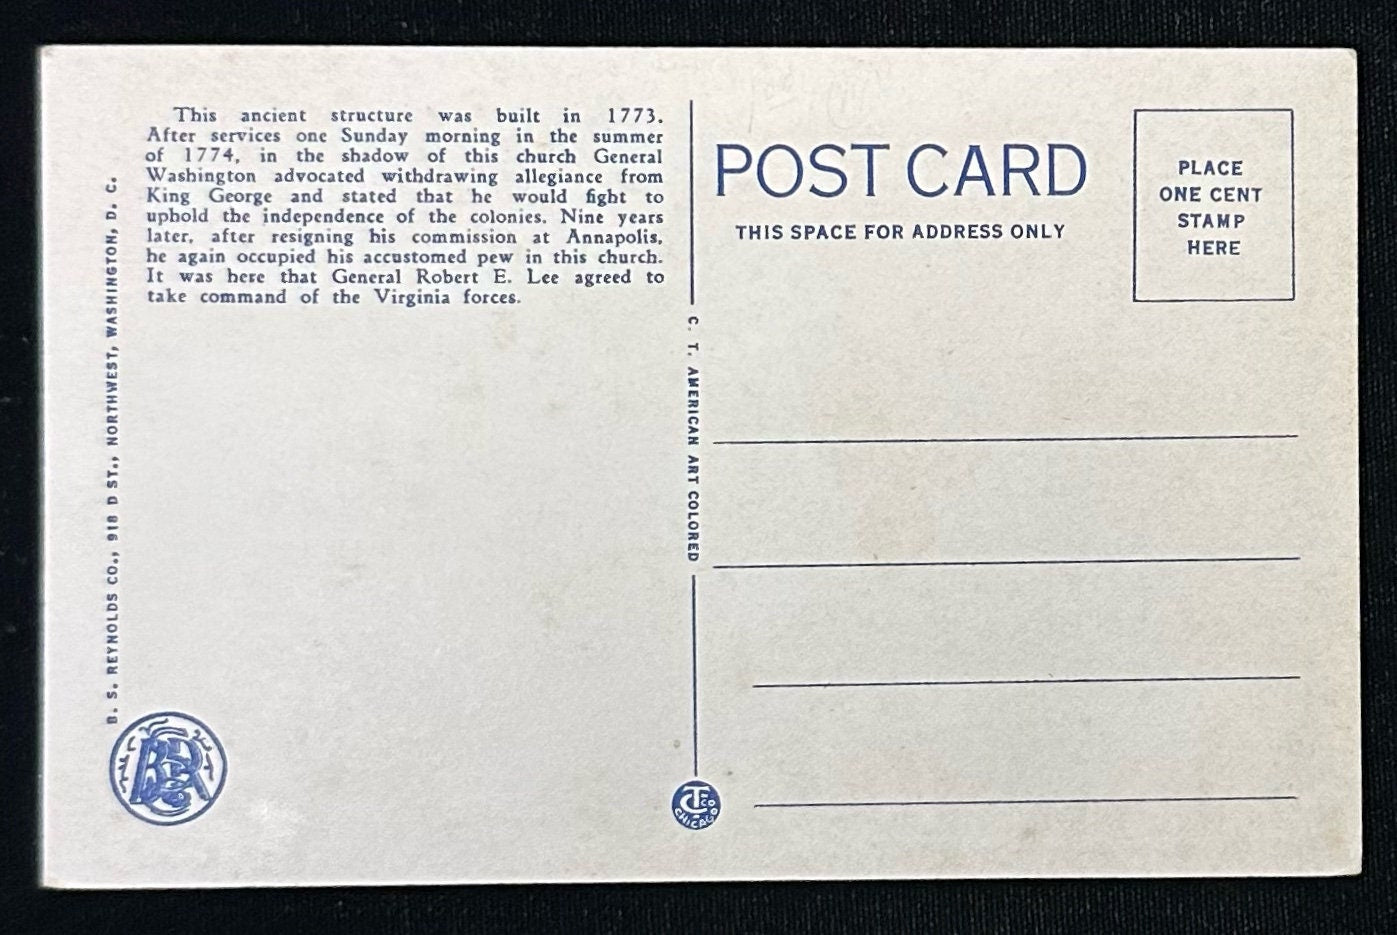 This ancient structure was built in 1773.
After services one Sunday morning in the summer
of 1774, in the shadow of this church General
Washington advocated withdrawing allegiance from
King George and stated that he would fight to
uphold the independence of the colonies. Nine years
later, after resigning his commission at Annapolis,
he again occupied his accustomed pew in this church.
It was here that General Robert E. Lee agreed to
take command of the Virginia forces.
B. S. REYNOLDS CO., 918 D ST., NORTHWEST, WASHINGTON, D. C.
C. T. AMERICAN ART COLORED
CT CO
CHICAGO
POST CARD
THIS SPACE FOR ADDRESS ONLY
PLACE
ONE CENT
STAMP
HERE